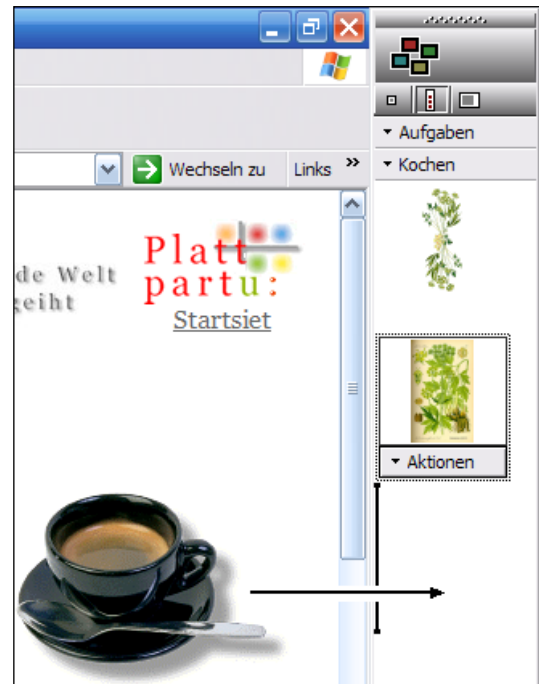 Wechseln zu
Links »
de Welt
geiht
Platt
partu:
Startsiet
Aufgaben
Kochen
Aktionen